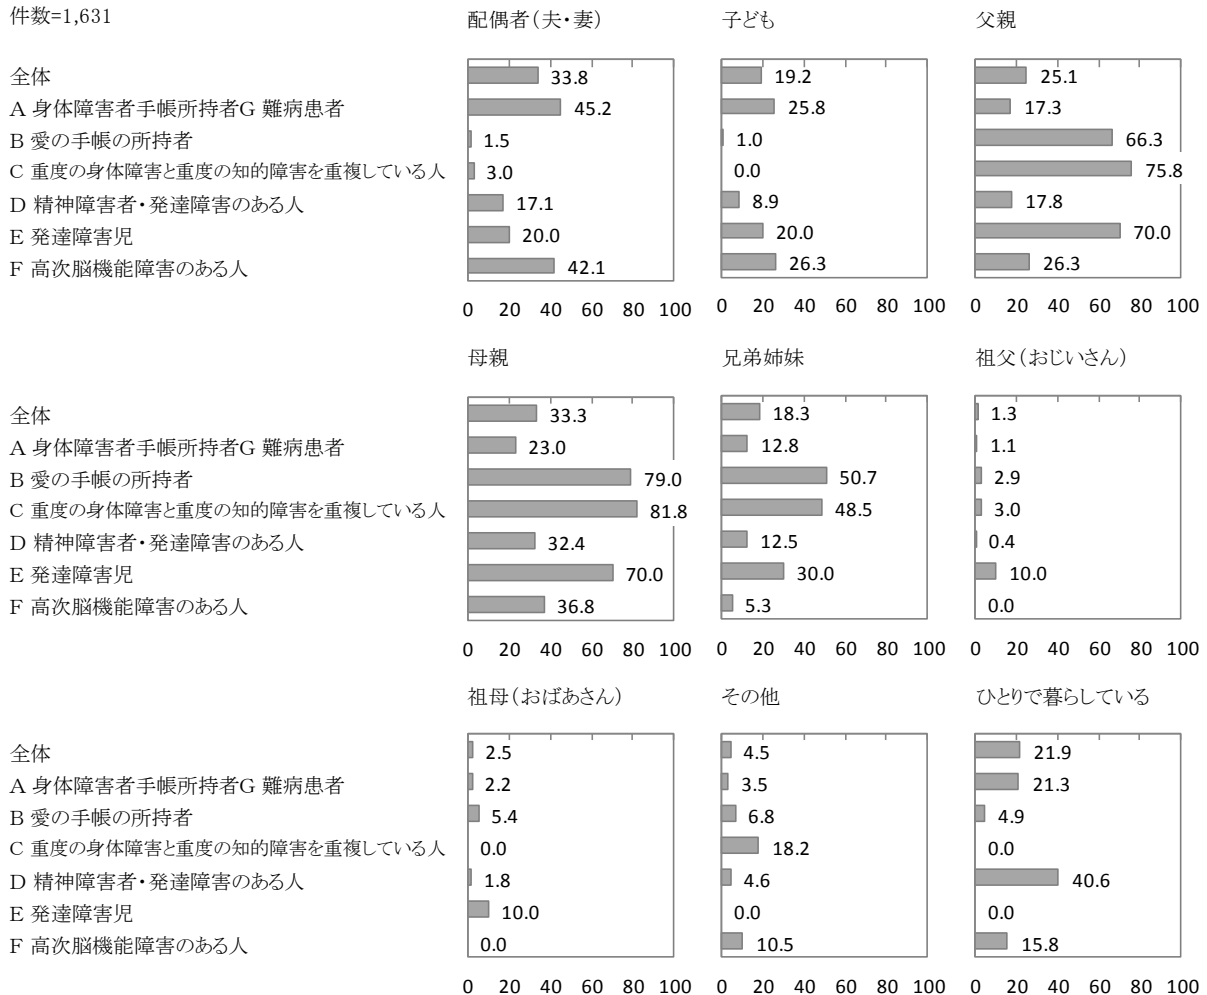 件数=1,631
配偶者（夫・妻） 子ども 父親
全体 33.8 19.2 25.1
A 身体障害者手帳所持者G 難病患者 45.2 25.8 17.3
B 愛の手帳の所持者 1.5 1.0 66.3
C 重度の身体障害と重度の知的障害を重複している人 3.0 0.0 75.8
D 精神障害者・発達障害のある人 17.1 8.9 17.8
E 発達障害児 20.0 20.0 70.0
F 高次脳機能障害のある人 42.1 26.3 26.3
0 20 40 60 80 100 0 20 40 60 80 100 0 20 40 60 80 100
母親 兄弟姉妹 祖父（おじいさん）
全体 33.3 18.3 1.3
A 身体障害者手帳所持者G 難病患者 23.0 12.8 1.1
B 愛の手帳の所持者 79.0 50.7 2.9
C 重度の身体障害と重度の知的障害を重複している人 81.8 48.5 3.0
D 精神障害者・発達障害のある人 32.4 12.5 0.4
E 発達障害児 70.0 30.0 10.0
F 高次脳機能障害のある人 36.8 5.3 0.0
0 20 40 60 80 100 0 20 40 60 80 100 0 20 40 60 80 100
祖母（おばあさん） その他 ひとりで暮らしている
全体 2.5 4.5 21.9
A 身体障害者手帳所持者G 難病患者 2.2 3.5 21.3
B 愛の手帳の所持者 5.4 6.8 4.9
C 重度の身体障害と重度の知的障害を重複している人 0.0 18.2 0.0
D 精神障害者・発達障害のある人 1.8 4.6 40.6
E 発達障害児 10.0 0.0 0.0
F 高次脳機能障害のある人 0.0 10.5 15.8
0 20 40 60 80 100 0 20 40 60 80 100 0 20 40 60 80 100